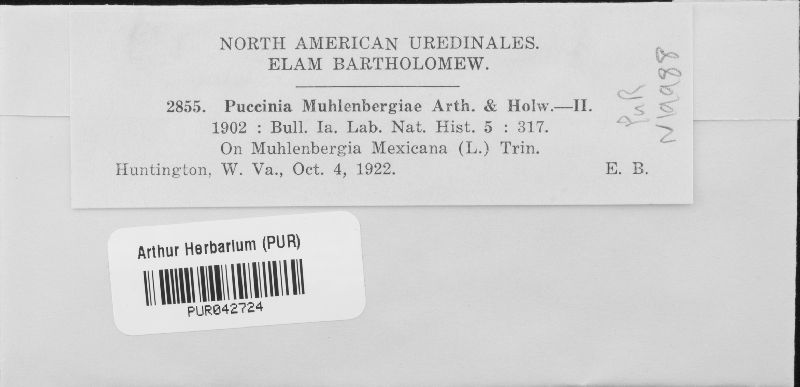 NORTH AMERICAN UREDINALES.
ELAM BARTHOLOMEW.
2855. Puccinia Muhlenbergiae Arth. & Holw.—II.
1902 : Bull. Ia. Lab. Nat. Hist. 5 : 317.
On Muhlenbergia Mexicana (L.) Trin.
Huntington, W. Va., Oct. 4, 1922. E. B.
PUR
N1a988
Arthur Herbarium (PUR)
PUR042724